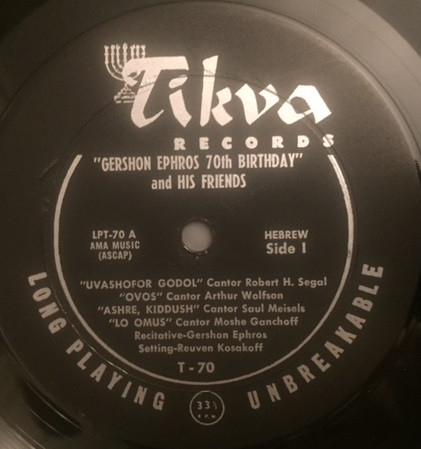 Tikva
RECORDS
"GERSHON EPHROS 70th BIRTHDAY"
and HIS FRIENDS
LPT-70 A
AMA MUSIC
(ASCAP)
HEBREW
Side I
"UVASHOFOR GODOL" Cantor Robert H. Segal
"OVOS" Cantor Arthur Wolfson
"ASHRE, KIDDUSH" Cantor Saul Meisels
"LO OMUS" Cantor Moshe Ganchoff
Recitative-Gershon Ephros
Setting-Reuven Kosakoff
T-70
LONG PLAYING
33⅓
R.P.M.
UNBREAKABLE